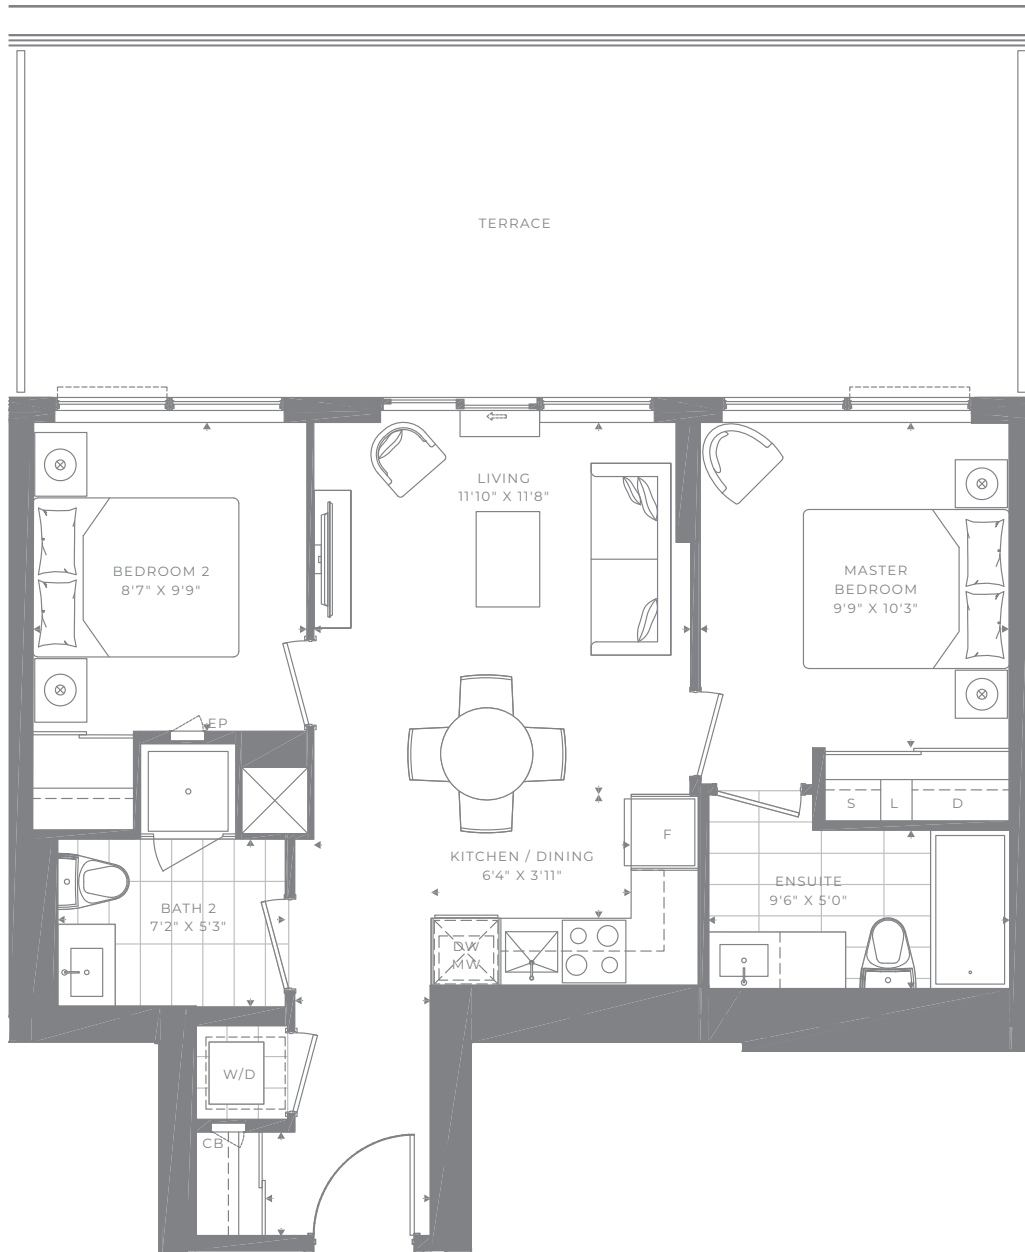 TERRACE
LIVING
11'10" X 11'8"
BEDROOM 2
8'7" X 9'9"
MASTER
BEDROOM
9'9" X 10'3"
EP
S
L
D
F
KITCHEN / DINING
6'4" X 3'11"
ENSUITE
9'6" X 5'0"
BATH 2
7'2" X 5'3"
DW
MW
W/D
CB